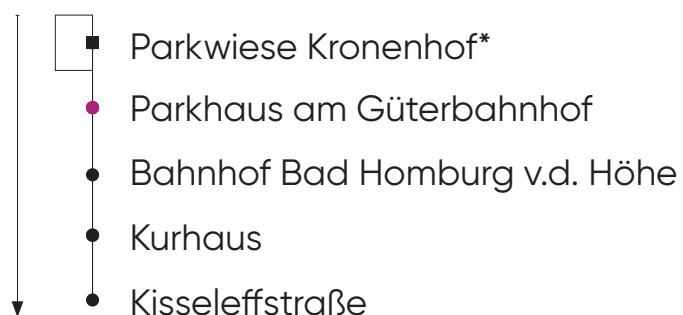 Parkwiese Kronenhof*
Parkhaus am Güterbahnhof
Bahnhof Bad Homburg v.d. Höhe
Kurhaus
Kisseleffstraße